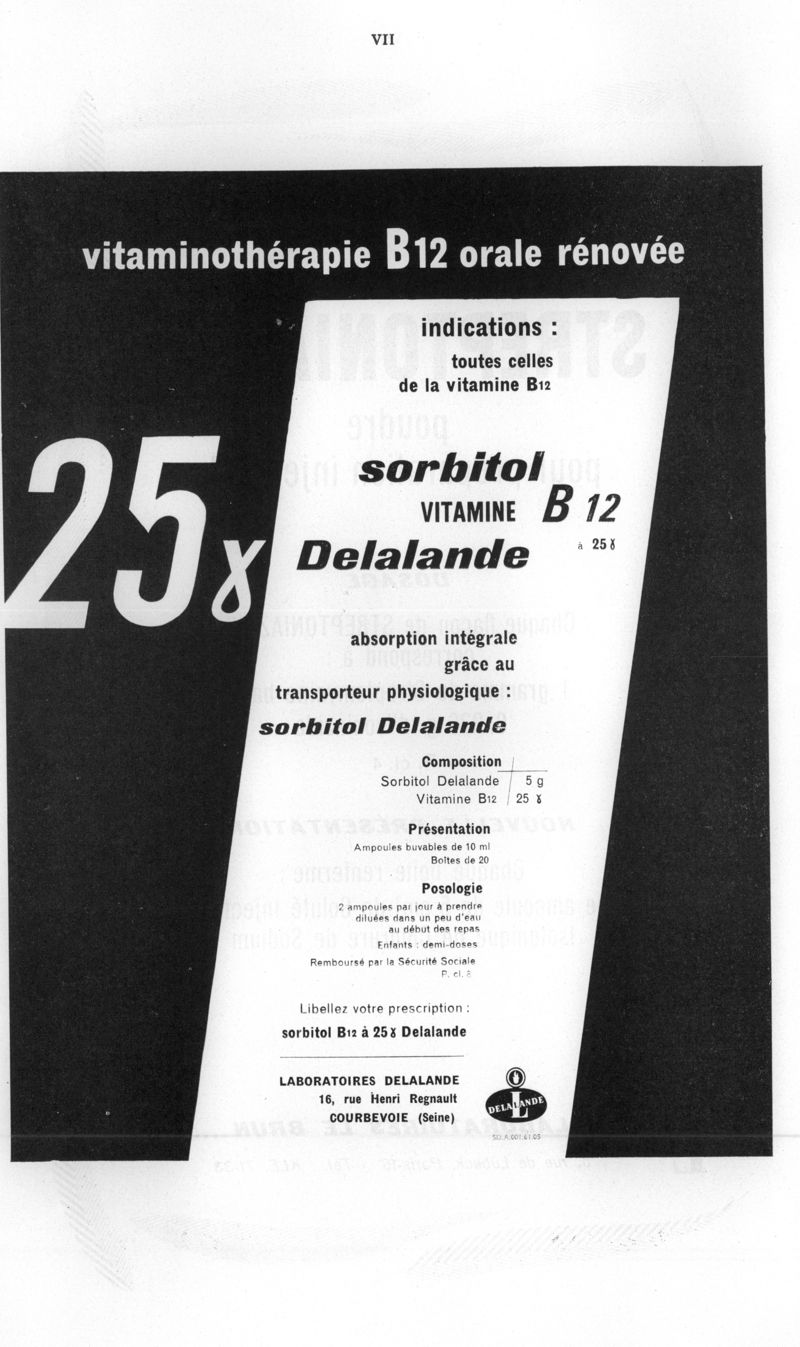 VII
vitaminothérapie B12 orale rénovée
indications :
toutes celles
de la vitamine B12
25 ɣ
sorbitol
VITAMINE B 12
Delalande à 25 ɣ
absorption intégrale
grâce au
transporteur physiologique :
sorbitol Delalande
Composition
Sorbitol Delalande 5 g
Vitamine B12 25 ɣ
Présentation
Ampoules buvables de 10 ml
Boîtes de 20
Posologie
2 ampoules par jour à prendre
diluées dans un peu d'eau
au début des repas
Enfants : demi-doses
Remboursé par la Sécurité Sociale
P. cl.
Libellez votre prescription :
sorbitol B12 à 25 ɣ Delalande
LABORATOIRES DELALANDE
16, rue Henri Regnault
COURBEVOIE (Seine)
DELALANDE
L